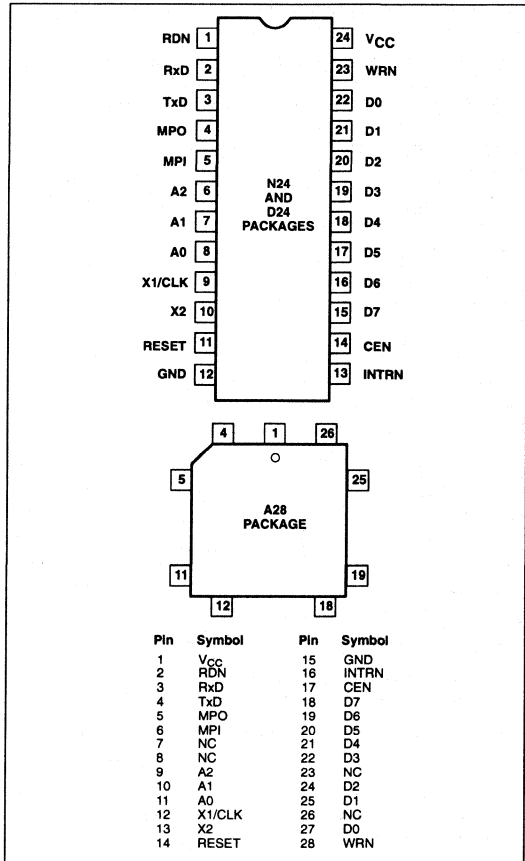 RDN 1 24 VCC
RxD 2 23 WRN
TxD 3 22 D0
MPO 4 21 D1
MPI 5 20 D2
A2 6 19 D3
A1 7 18 D4
A0 8 17 D5
X1/CLK 9 16 D6
X2 10 15 D7
RESET 11 14 CEN
GND 12 13 INTRN
N24
AND
D24
PACKAGES
4 1 26
5 25
A28
PACKAGE
11 19
12 18
Pin Symbol Pin Symbol
1 VCC 15 GND
2 RDN 16 INTRN
3 RxD 17 CEN
4 TxD 18 D7
5 MPO 19 D6
6 MPI 20 D5
7 NC 21 D4
8 NC 22 D3
9 A2 23 NC
10 A1 24 D2
11 A0 25 D1
12 X1/CLK 26 NC
13 X2 27 D0
14 RESET 28 WRN